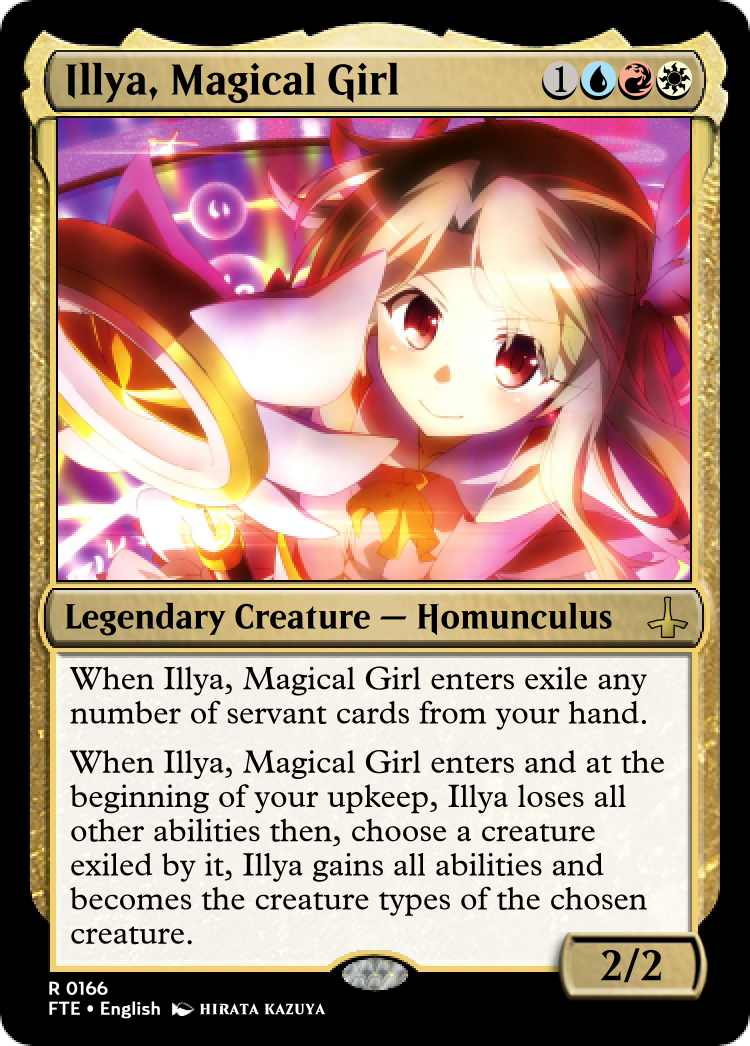 Illya, Magical Girl 1
Legendary Creature — Homunculus
When Illya, Magical Girl enters exile any
number of servant cards from your hand.
When Illya, Magical Girl enters and at the
beginning of your upkeep, Illya loses all
other abilities then, choose a creature
exiled by it, Illya gains all abilities and
becomes the creature types of the chosen
creature.
2/2
R 0166
FTE • English HIRATA KAZUYA